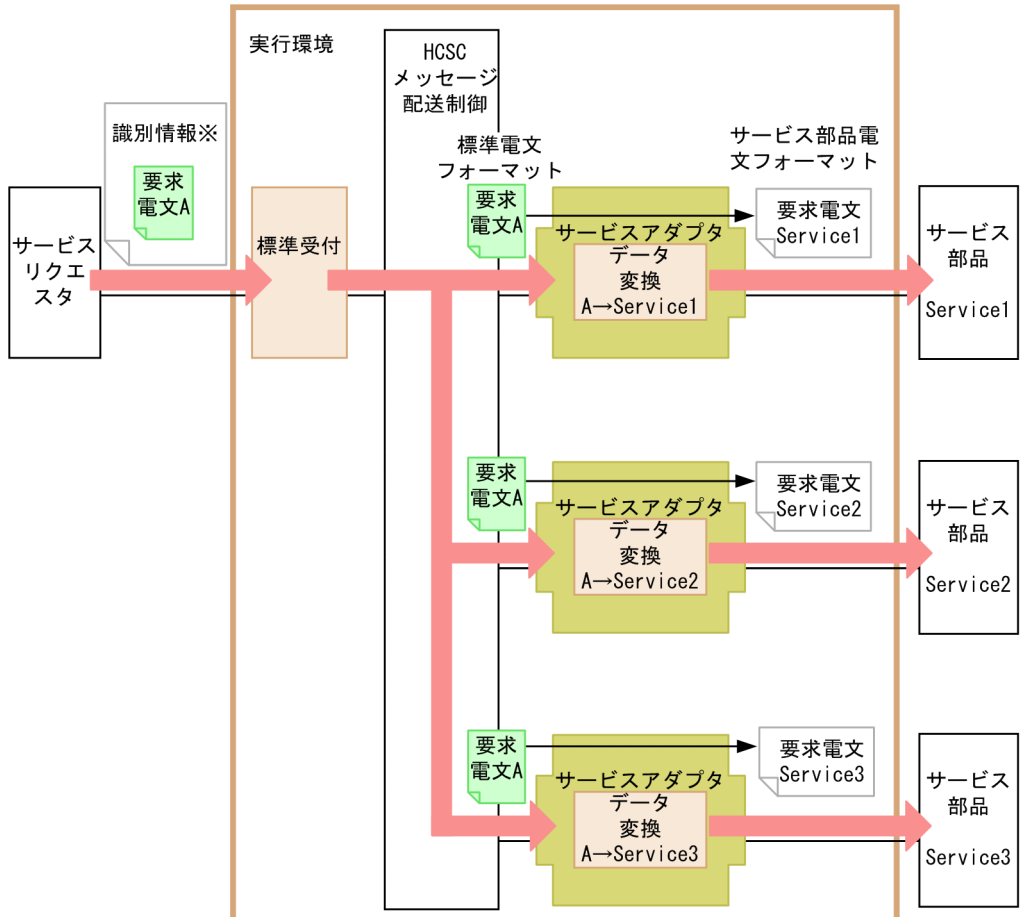 実行環境
HCSC
メッセージ
配送制御
識別情報※
要求
電文A
サービス
リクエ
スタ
標準受付
標準電文
フォーマット
サービス部品電
文フォーマット
要求
電文A
サービスアダプタ
データ
変換
A→Service1
要求電文
Service1
サービス
部品
Service1
要求
電文A
サービスアダプタ
データ
変換
A→Service2
要求電文
Service2
サービス
部品
Service2
要求
電文A
サービスアダプタ
データ
変換
A→Service3
要求電文
Service3
サービス
部品
Service3